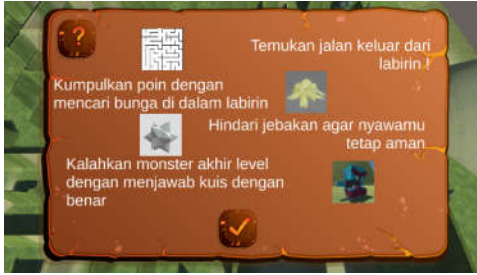 ?
Temukan jalan keluar dari
labirin !
Kumpulkan poin dengan
mencari bunga di dalam labirin
Hindari jebakan agar nyawamu
tetap aman
Kalahkan monster akhir level
dengan menjawab kuis dengan
benar